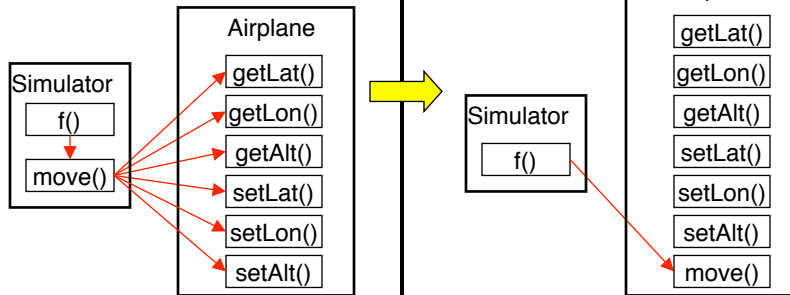 Airplane
getLat()
getLon()
getAlt()
setLat()
setLon()
setAlt()
Simulator
f()
move()
Simulator
f()
getLat()
getLon()
getAlt()
setLat()
setLon()
setAlt()
move()